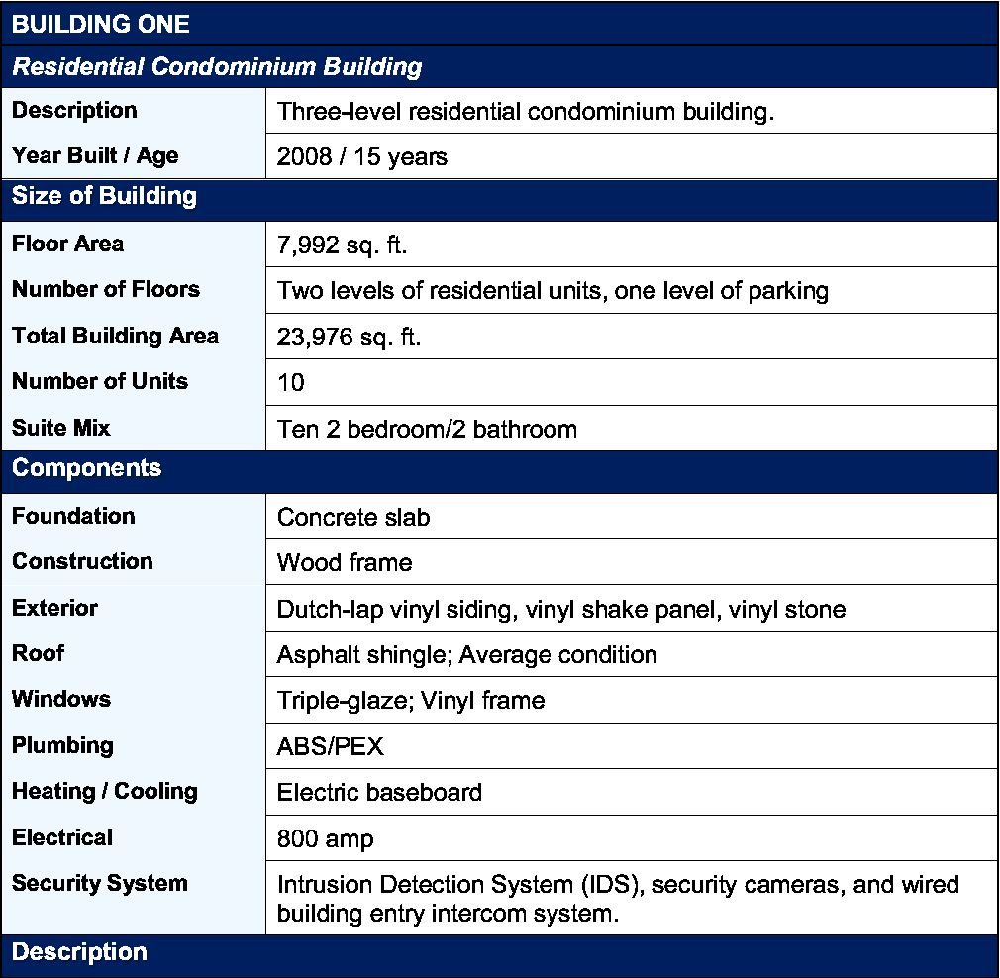 BUILDING ONE
Residential Condominium Building
Description Three-level residential condominium building.
Year Built / Age 2008 / 15 years
Size of Building
Floor Area 7,992 sq. ft.
Number of Floors Two levels of residential units, one level of parking
Total Building Area 23,976 sq. ft.
Number of Units 10
Suite Mix Ten 2 bedroom/2 bathroom
Components
Foundation Concrete slab
Construction Wood frame
Exterior Dutch-lap vinyl siding, vinyl shake panel, vinyl stone
Roof Asphalt shingle; Average condition
Windows Triple-glaze; Vinyl frame
Plumbing ABS/PEX
Heating / Cooling Electric baseboard
Electrical 800 amp
Security System Intrusion Detection System (IDS), security cameras, and wired
building entry intercom system.
Description